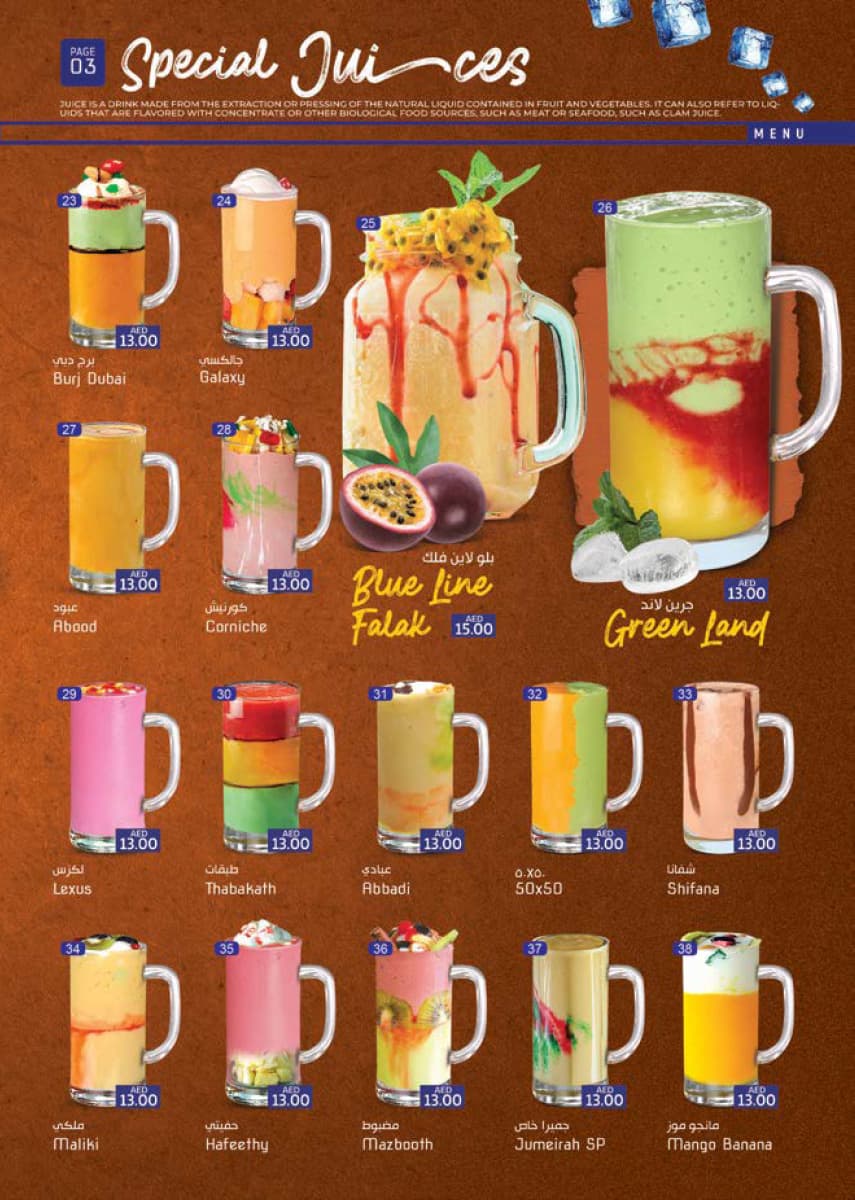 PAGE
03
Special Juices
JUICE IS A DRINK MADE FROM THE EXTRACTION OR PRESSING OF THE NATURAL LIQUID CONTAINED IN FRUIT AND VEGETABLES. IT CAN ALSO REFER TO LIQ-
UIDS THAT ARE FLAVORED WITH CONCENTRATE OR OTHER BIOLOGICAL FOOD SOURCES, SUCH AS MEAT OR SEAFOOD, SUCH AS CLAM JUICE.
MENU
23
AED
13.00
برج دبي
Burj Dubai
24
AED
13.00
جالكسي
Galaxy
25
بلو لاين فلك
Blue Line
Falak
AED
15.00
26
AED
13.00
جرين لاند
Green Land
27
AED
13.00
عبود
Abood
28
AED
13.00
كورنيش
Corniche
29
AED
13.00
لكزس
Lexus
30
AED
13.00
طبقات
Thabakath
31
AED
13.00
عبادي
Abbadi
32
AED
13.00
٥٠x٥٠
50x50
33
AED
13.00
شفانا
Shifana
34
AED
13.00
ملكي
Maliki
35
AED
13.00
حفيتي
Hafeethy
36
AED
13.00
مضبوط
Mazbooth
37
AED
13.00
جميرا خاص
Jumeirah SP
38
AED
13.00
مانجو موز
Mango Banana